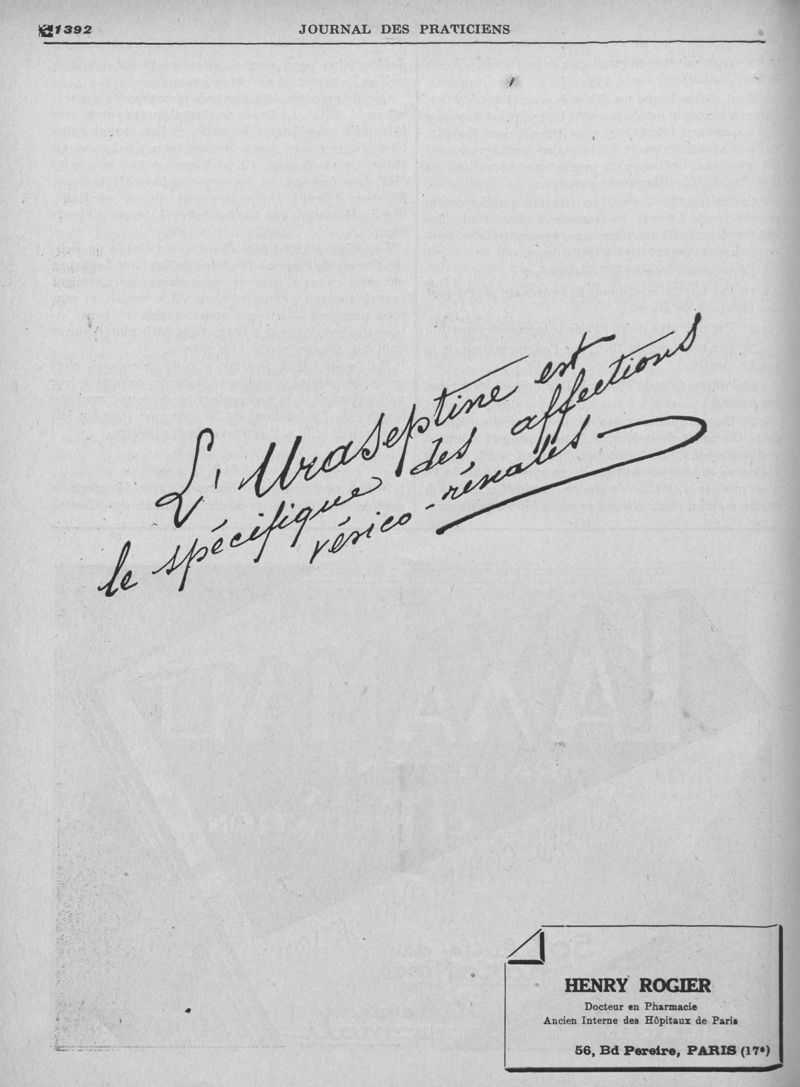 1392
JOURNAL DES PRATICIENS
L'Uraseptine est
le spécifique des affections
vésico-rénales
HENRY ROGIER
Docteur en Pharmacie
Ancien Interne des Hôpitaux de Paris
56, Bd Pereire, PARIS (17e)